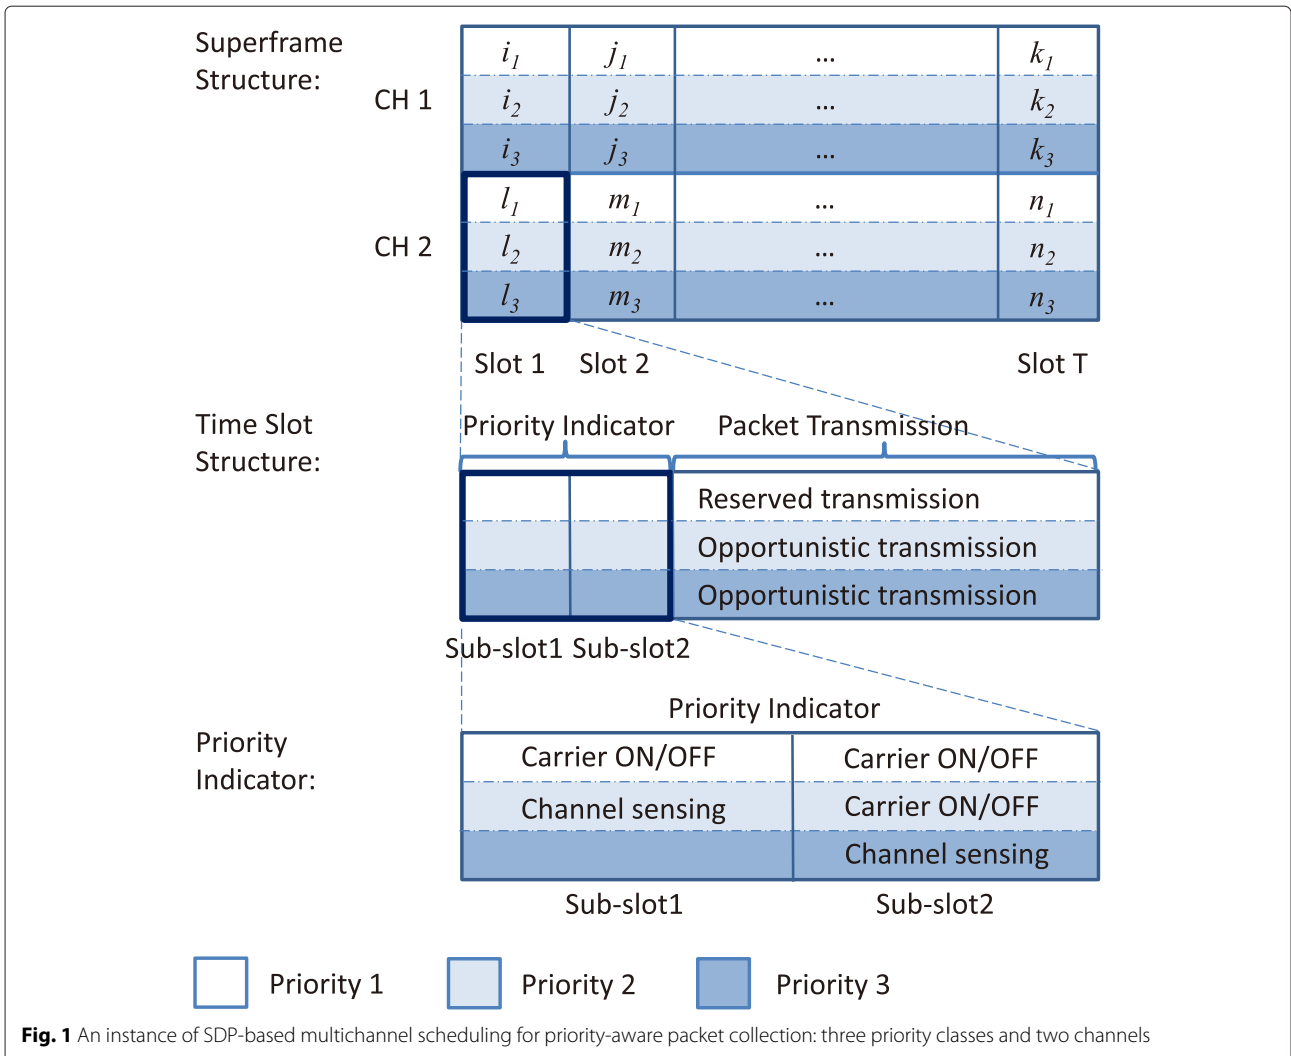 Superframe
Structure:
CH 1
i1 j1 ... k1
i2 j2 ... k2
i3 j3 ... k3
CH 2
l1 m1 ... n1
l2 m2 ... n2
l3 m3 ... n3
Slot 1 Slot 2 Slot T
Time Slot
Structure:
Priority Indicator Packet Transmission
Reserved transmission
Opportunistic transmission
Opportunistic transmission
Sub-slot1 Sub-slot2
Priority
Indicator:
Priority Indicator
Carrier ON/OFF Carrier ON/OFF
Channel sensing Carrier ON/OFF
Channel sensing
Sub-slot1 Sub-slot2
Priority 1 Priority 2 Priority 3
Fig. 1 An instance of SDP-based multichannel scheduling for priority-aware packet collection: three priority classes and two channels